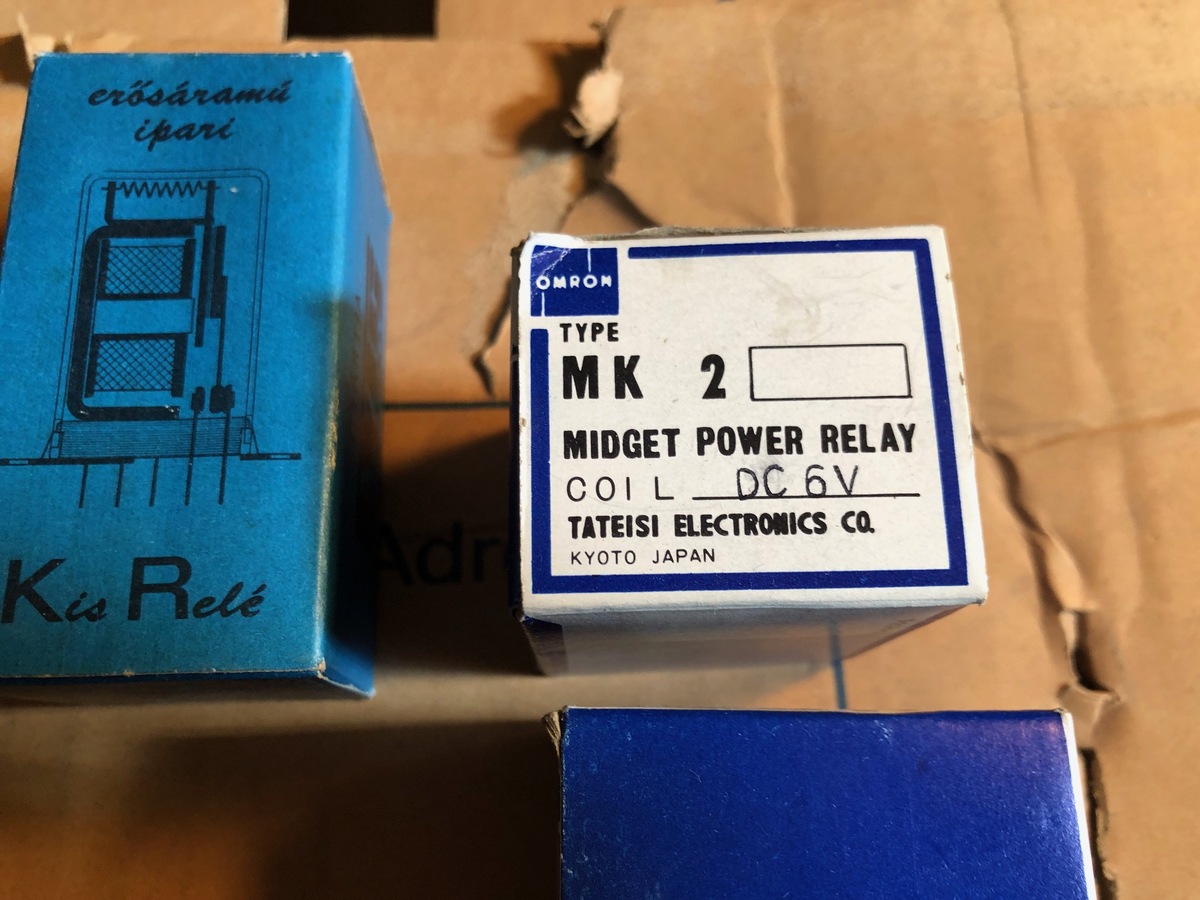 erősáramú
ipari
Kis Relé
OMRON
TYPE
MK 2
MIDGET POWER RELAY
COIL DC 6V
TATEISI ELECTRONICS CO.
KYOTO JAPAN
Adr